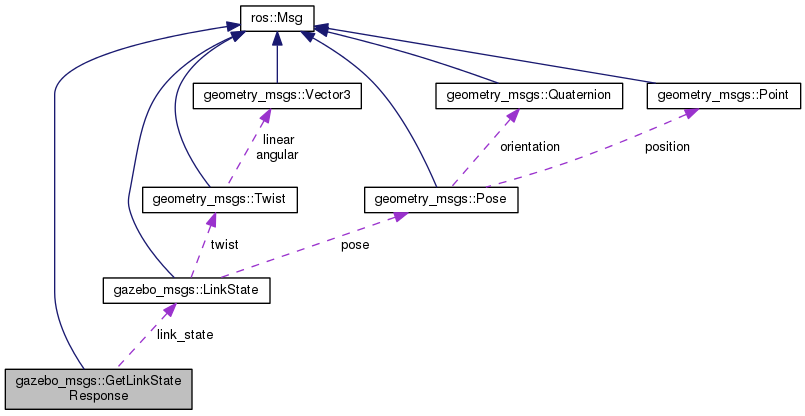 ros::Msg
geometry_msgs::Vector3
geometry_msgs::Quaternion
geometry_msgs::Point
linear
angular
orientation
position
geometry_msgs::Twist
geometry_msgs::Pose
twist
pose
gazebo_msgs::LinkState
link_state
gazebo_msgs::GetLinkState
Response